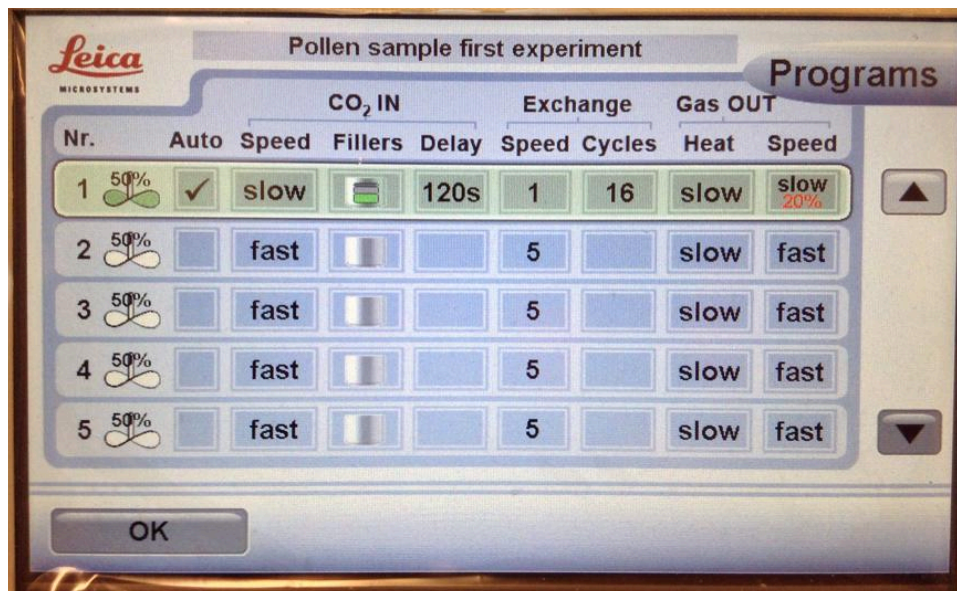 Leica
MICROSYSTEMS
Pollen sample first experiment
Programs
CO₂ IN Exchange Gas OUT
Nr. Auto Speed Fillers Delay Speed Cycles Heat Speed
1 50% ✓ slow 120s 1 16 slow slow
20%
2 50% fast 5 slow fast
3 50% fast 5 slow fast
4 50% fast 5 slow fast
5 50% fast 5 slow fast
OK